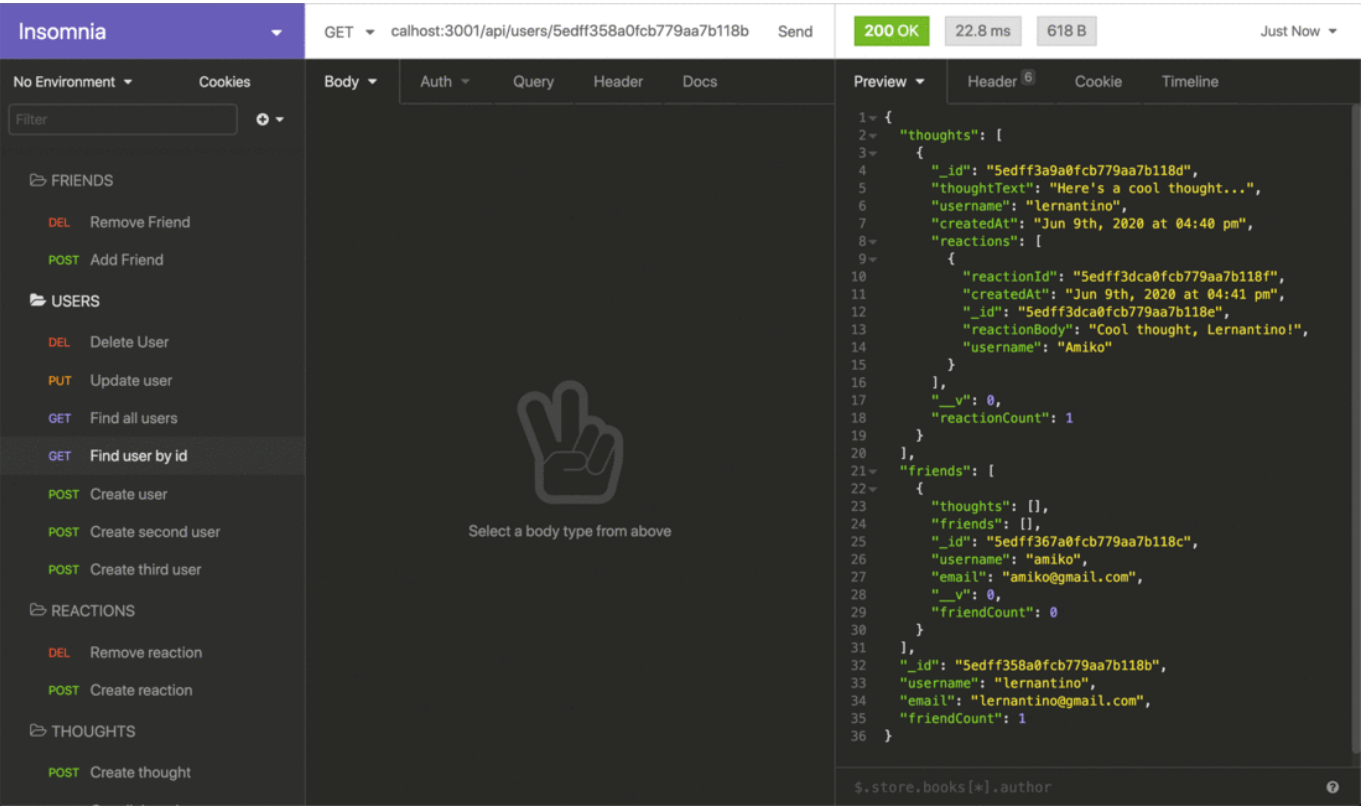 Insomnia
GET calhost:3001/api/users/5edff358a0fcb779aa7b118b Send
200 OK 22.8 ms 618 B Just Now
No Environment Cookies
Body Auth Query Header Docs
Preview Header 6 Cookie Timeline
Filter
FRIENDS
DEL Remove Friend
POST Add Friend
USERS
DEL Delete User
PUT Update user
GET Find all users
GET Find user by id
POST Create user
POST Create second user
POST Create third user
REACTIONS
DEL Remove reaction
POST Create reaction
THOUGHTS
POST Create thought
Select a body type from above
1 {
2 "thoughts": [
3 {
4 "_id": "5edff3a9a0fcb779aa7b118d",
5 "thoughtText": "Here's a cool thought...",
6 "username": "lernantino",
7 "createdAt": "Jun 9th, 2020 at 04:40 pm",
8 "reactions": [
9 {
10 "reactionId": "5edff3dca0fcb779aa7b118f",
11 "createdAt": "Jun 9th, 2020 at 04:41 pm",
12 "_id": "5edff3dca0fcb779aa7b118e",
13 "reactionBody": "Cool thought, Lernantino!",
14 "username": "Amiko"
15 }
16 ],
17 "__v": 0,
18 "reactionCount": 1
19 }
20 ],
21 "friends": [
22 {
23 "thoughts": [],
24 "friends": [],
25 "_id": "5edff367a0fcb779aa7b118c",
26 "username": "amiko",
27 "email": "amiko@gmail.com",
28 "__v": 0,
29 "friendCount": 0
30 }
31 ],
32 "_id": "5edff358a0fcb779aa7b118b",
33 "username": "lernantino",
34 "email": "lernantino@gmail.com",
35 "friendCount": 1
36 }
$.store.books[*].author